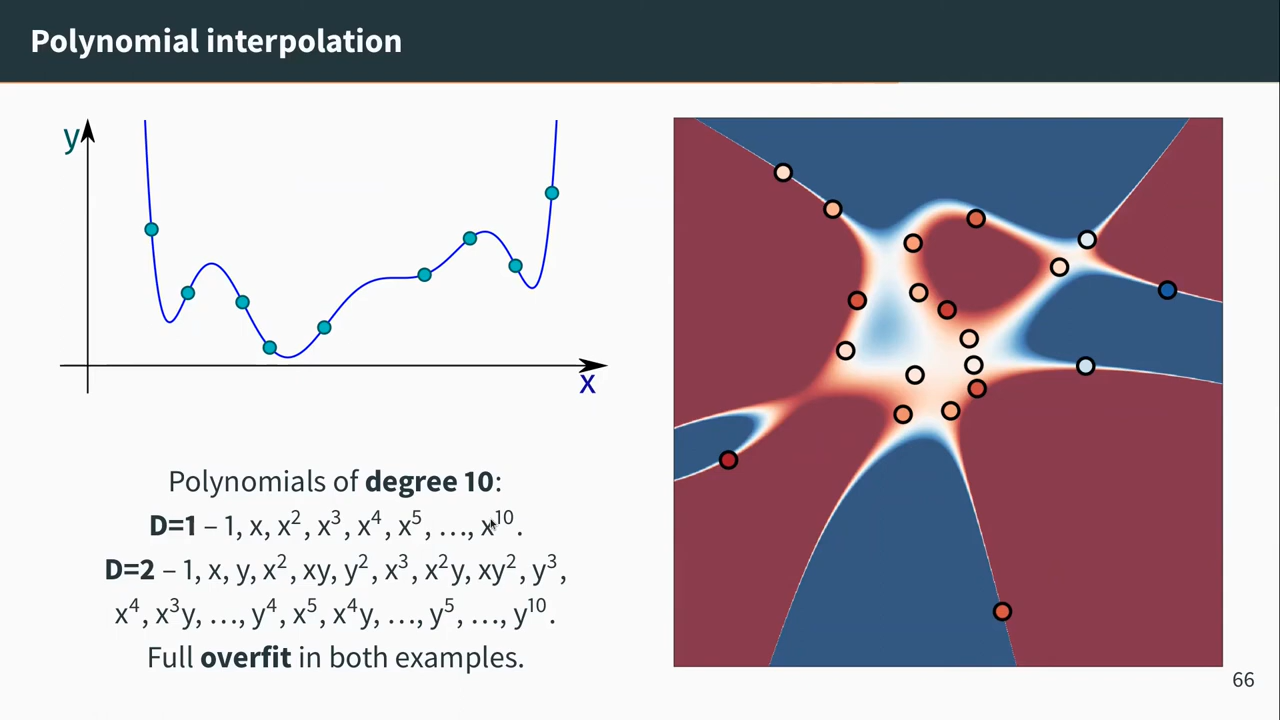 Polynomial interpolation
y
x
Polynomials of degree 10:
D=1 – 1, x, x², x³, x⁴, x⁵, …, x¹⁰.
D=2 – 1, x, y, x², xy, y², x³, x²y, xy², y³,
x⁴, x³y, …, y⁴, x⁵, x⁴y, …, y⁵, …, y¹⁰.
Full overfit in both examples.
66